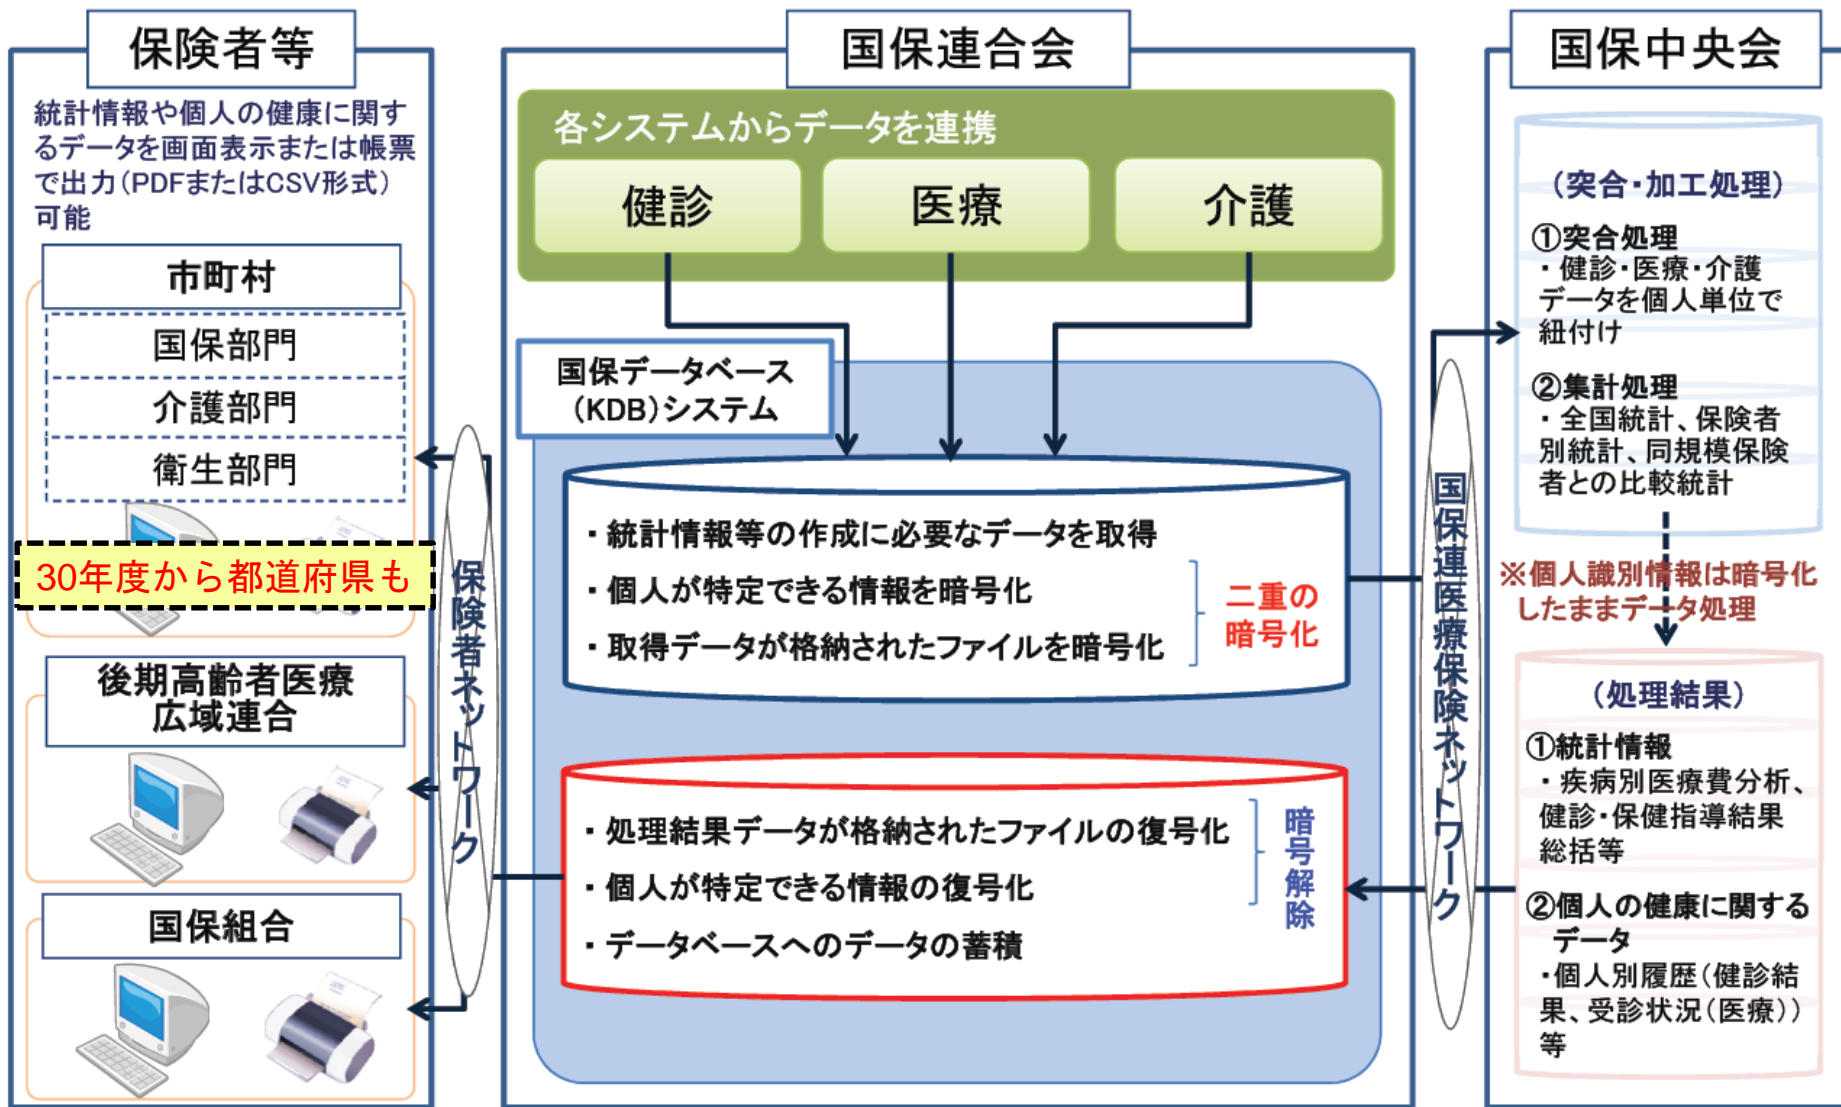 保険者等
統計情報や個人の健康に関す
るデータを画面表示または帳票
で出力（PDFまたはCSV形式）
可能
市町村
国保部門
介護部門
衛生部門
30年度から都道府県も
後期高齢者医療
広域連合
国保組合
保険者ネットワーク
国保連合会
各システムからデータを連携
健診
医療
介護
国保データベース
（KDB）システム
・統計情報等の作成に必要なデータを取得
・個人が特定できる情報を暗号化
・取得データが格納されたファイルを暗号化
二重の
暗号化
・処理結果データが格納されたファイルの復号化
・個人が特定できる情報の復号化
・データベースへのデータの蓄積
暗号解除
国保連医療保険ネットワーク
国保中央会
（突合・加工処理）
①突合処理
・健診・医療・介護
データを個人単位で
紐付け
②集計処理
・全国統計、保険者
別統計、同規模保険
者との比較統計
※個人識別情報は暗号化
したままデータ処理
（処理結果）
①統計情報
・疾病別医療費分析、
健診・保健指導結果
総括等
②個人の健康に関する
データ
・個人別履歴（健診結
果、受診状況（医療））
等